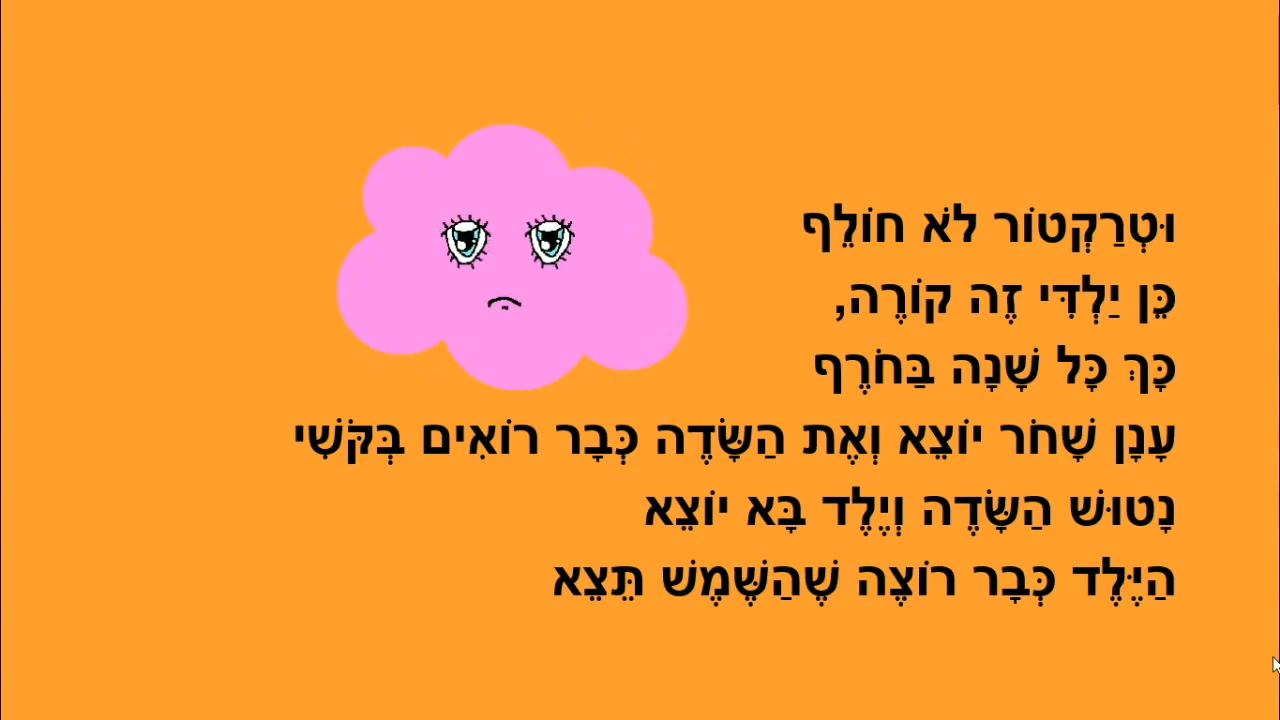 וּטְרַקְטוֹר לֹא חוֹלֵף
כֵּן יַלְדִּי זֶה קוֹרֶה,
כָּךְ כָּל שָׁנָה בַּחֹרֶף
עָנָן שָׁחֹר יוֹצֵא וְאֶת הַשָּׂדֶה כְּבָר רוֹאִים בְּקֹּשִׁי
נָטוּשׁ הַשָּׂדֶה וְיֶלֶד בָּא יוֹצֵא
הַיֶּלֶד כְּבָר רוֹצֶה שֶׁהַשֶּׁמֶשׁ תֵּצֵא